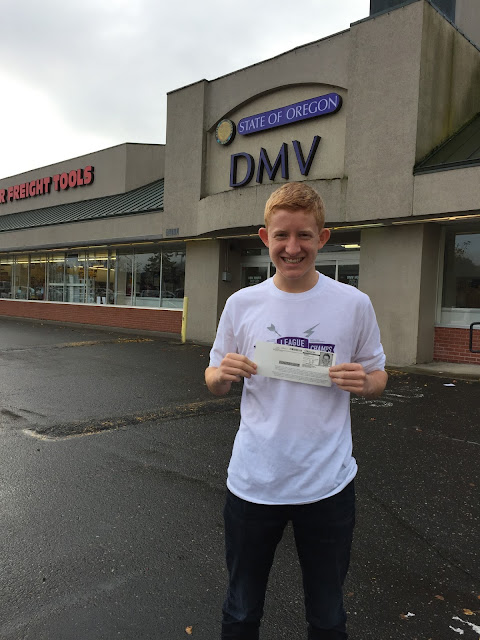 STATE OF OREGON
DMV
R FREIGHT TOOLS
LEAGUE
CHAMPS